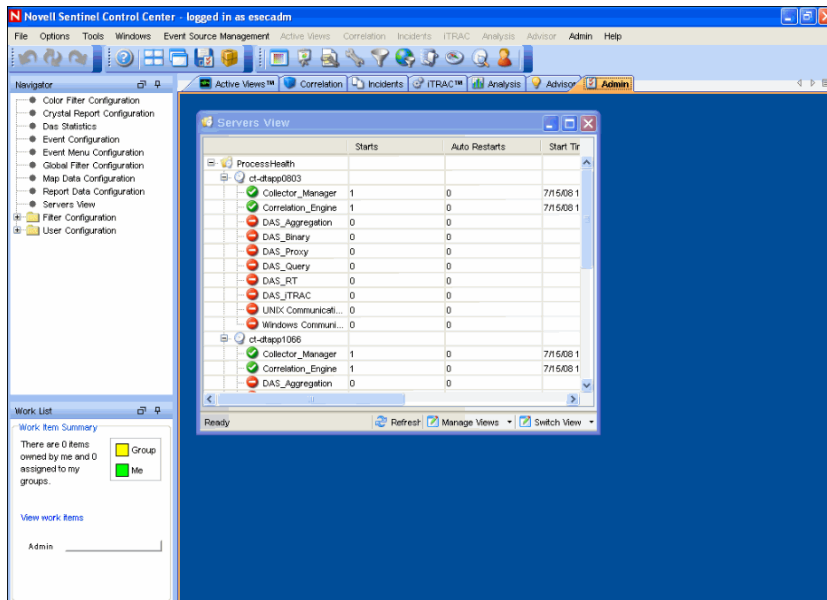 Novell Sentinel Control Center - logged in as esecadm
File Options Tools Windows Event Source Management Active Views Correlation Incidents iTRAC Analysis Advisor Admin Help
Navigator
Active Views™ Correlation Incidents iTRAC™ Analysis Advisor Admin
Color Filter Configuration
Crystal Report Configuration
Das Statistics
Event Configuration
Event Menu Configuration
Global Filter Configuration
Map Data Configuration
Report Data Configuration
Servers View
Filter Configuration
User Configuration
Servers View
Starts Auto Restarts Start Tir
ProcessHealth
ct-dtapp0803
Collector_Manager 1 0 7/15/08 1
Correlation_Engine 1 0 7/15/08 1
DAS_Aggregation 0 0
DAS_Binary 0 0
DAS_Proxy 0 0
DAS_Query 0 0
DAS_RT 0 0
DAS_iTRAC 0 0
UNIX Communicati... 0 0
Windows Communi... 0 0
ct-dtapp1066
Collector_Manager 1 0 7/15/08 1
Correlation_Engine 1 0 7/15/08 1
DAS_Aggregation 0 0
Ready Refresh Manage Views Switch View
Work List
Work Item Summary
There are 0 items
owned by me and 0
assigned to my
groups.
Group
Me
View work items
Admin